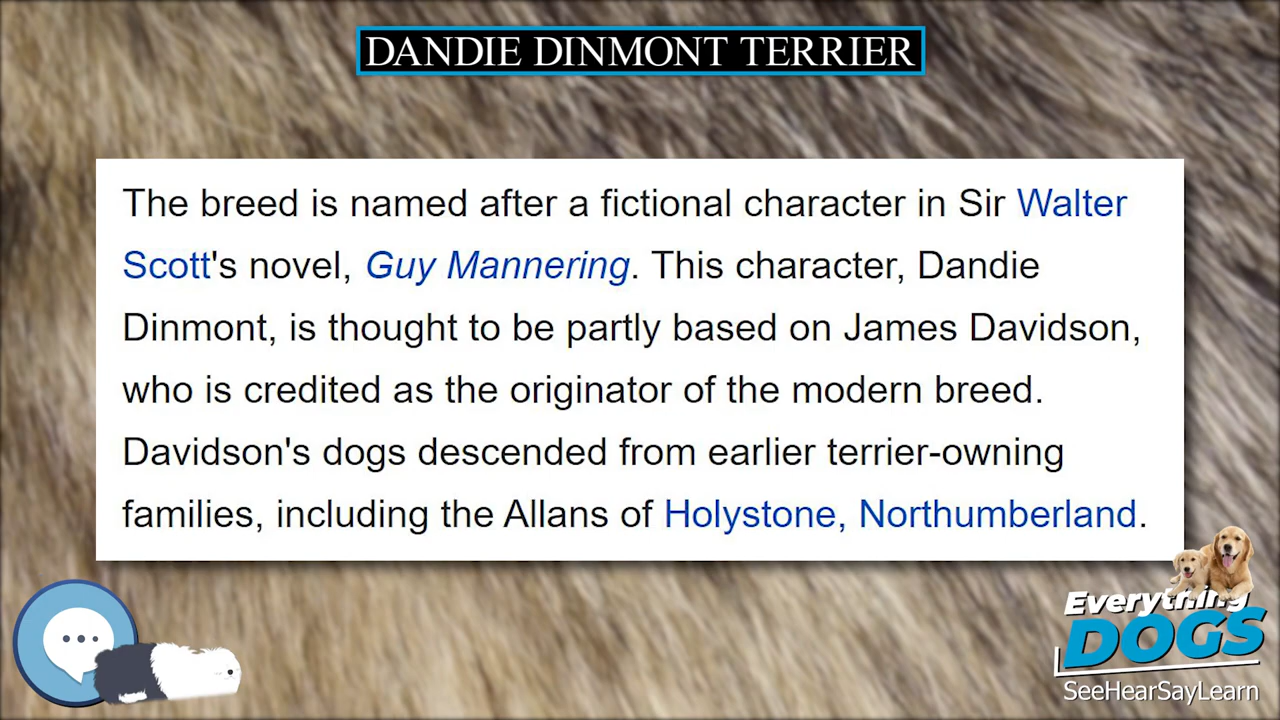 DANDIE DINMONT TERRIER
The breed is named after a fictional character in Sir Walter
Scott's novel, Guy Mannering. This character, Dandie
Dinmont, is thought to be partly based on James Davidson,
who is credited as the originator of the modern breed.
Davidson's dogs descended from earlier terrier-owning
families, including the Allans of Holystone, Northumberland.
Everything
DOGS
SeeHearSayLearn